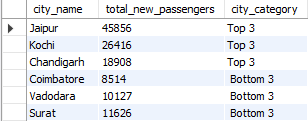 city_name total_new_passengers city_category
Jaipur 45856 Top 3
Kochi 26416 Top 3
Chandigarh 18908 Top 3
Coimbatore 8514 Bottom 3
Vadodara 10127 Bottom 3
Surat 11626 Bottom 3